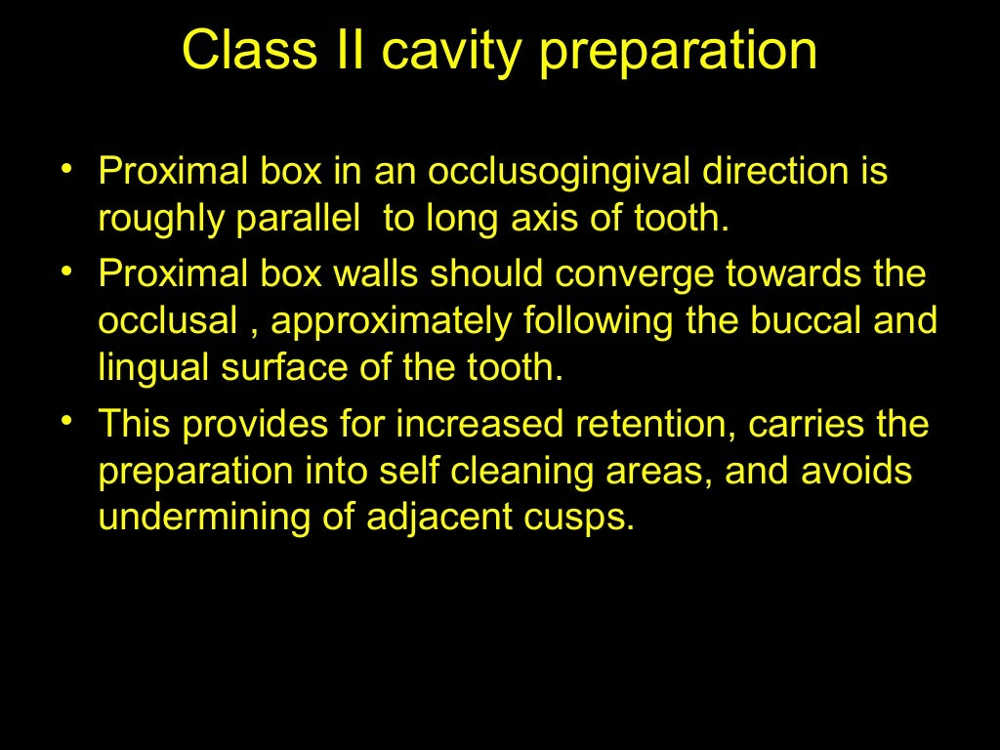 Class II cavity preparation
• Proximal box in an occlusogingival direction is
roughly parallel  to long axis of tooth.
• Proximal box walls should converge towards the
occlusal , approximately following the buccal and
lingual surface of the tooth.
• This provides for increased retention, carries the
preparation into self cleaning areas, and avoids
undermining of adjacent cusps.